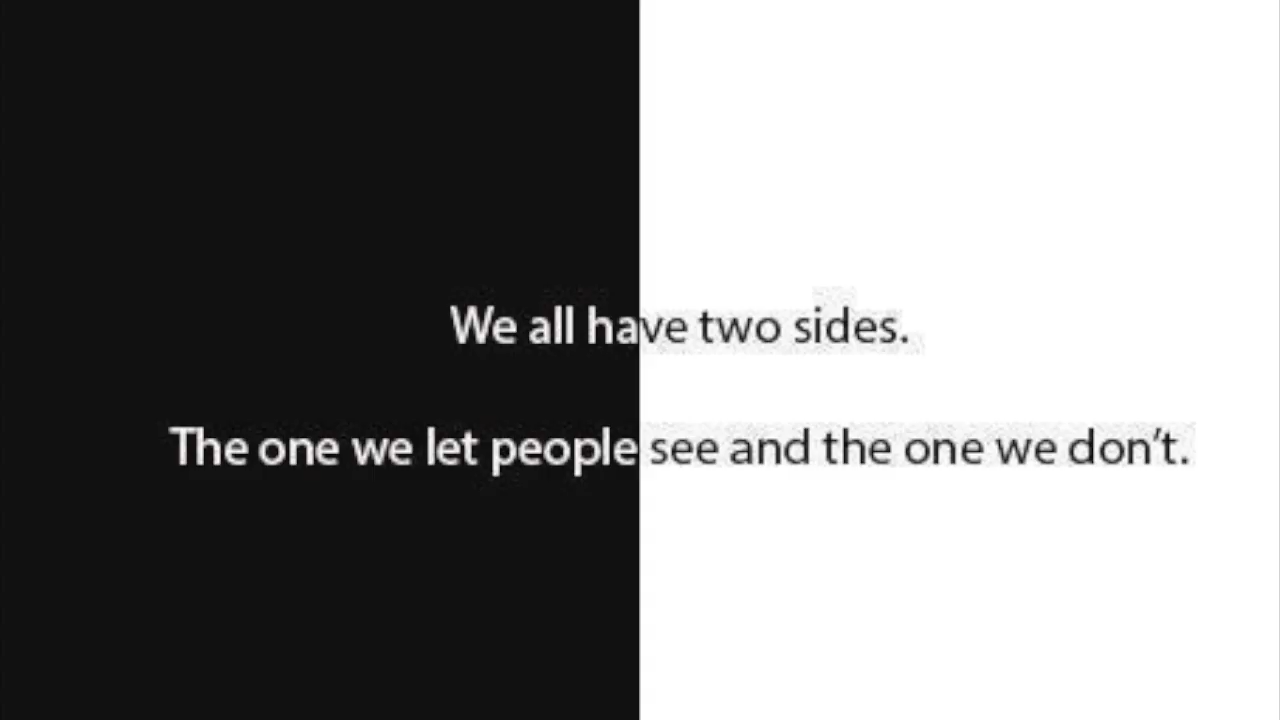 We all have two sides.
The one we let people see and the one we don’t.